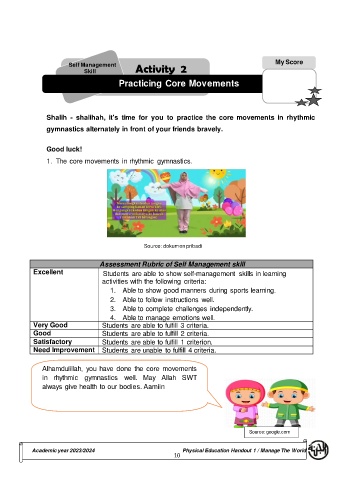 Self Management
Skill
Activity 2
My Score
Practicing Core Movements
Shalih - shalihah, it's time for you to practice the core movements in rhythmic
gymnastics alternately in front of your friends bravely.
Good luck!
1. The core movements in rhythmic gymnastics.
Source: dokumen pribadi
Assessment Rubric of Self Management skill
Excellent
Students are able to show self-management skills in learning
activities with the following criteria:
1. Able to show good manners during sports learning.
2. Able to follow instructions well.
3. Able to complete challenges independently.
4. Able to manage emotions well.
Very Good Students are able to fulfill 3 criteria.
Good Students are able to fulfill 2 criteria.
Satisfactory Students are able to fulfill 1 criterion.
Need Improvement Students are unable to fulfill 4 criteria.
Alhamdulillah, you have done the core movements
in rhythmic gymnastics well. May Allah SWT
always give health to our bodies. Aamiin
Source: google.com
Academic year 2023/2024 Physical Education Handout 1 / Manage The World
10